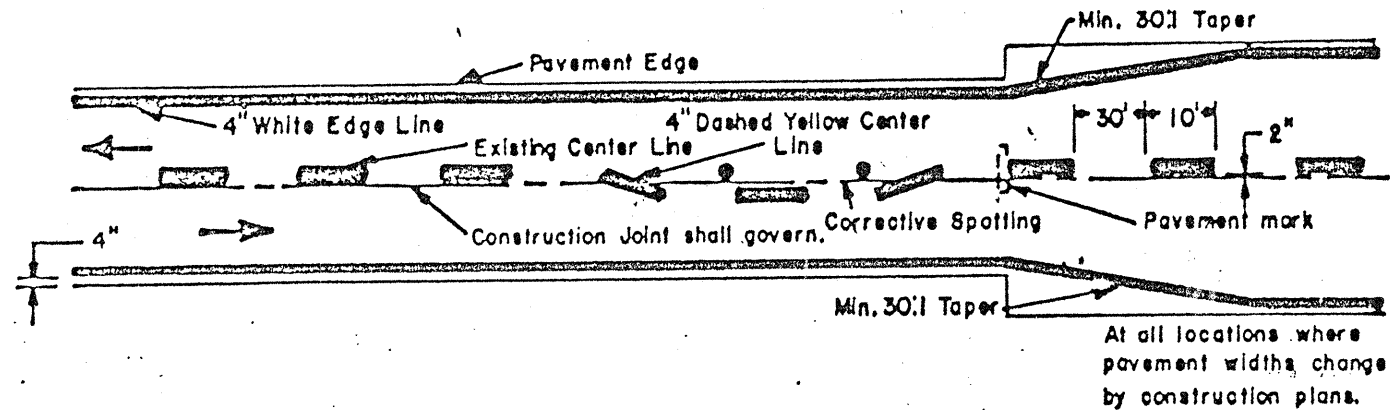 Min. 30:1 Taper
Pavement Edge
4" White Edge Line
4" Dashed Yellow Center
Line
30'
10'
2"
Existing Center Line
Corrective Spotting
Pavement mark
4"
Construction Joint shall govern.
Min. 30:1 Taper
At all locations where
pavement widths change
by construction plans.